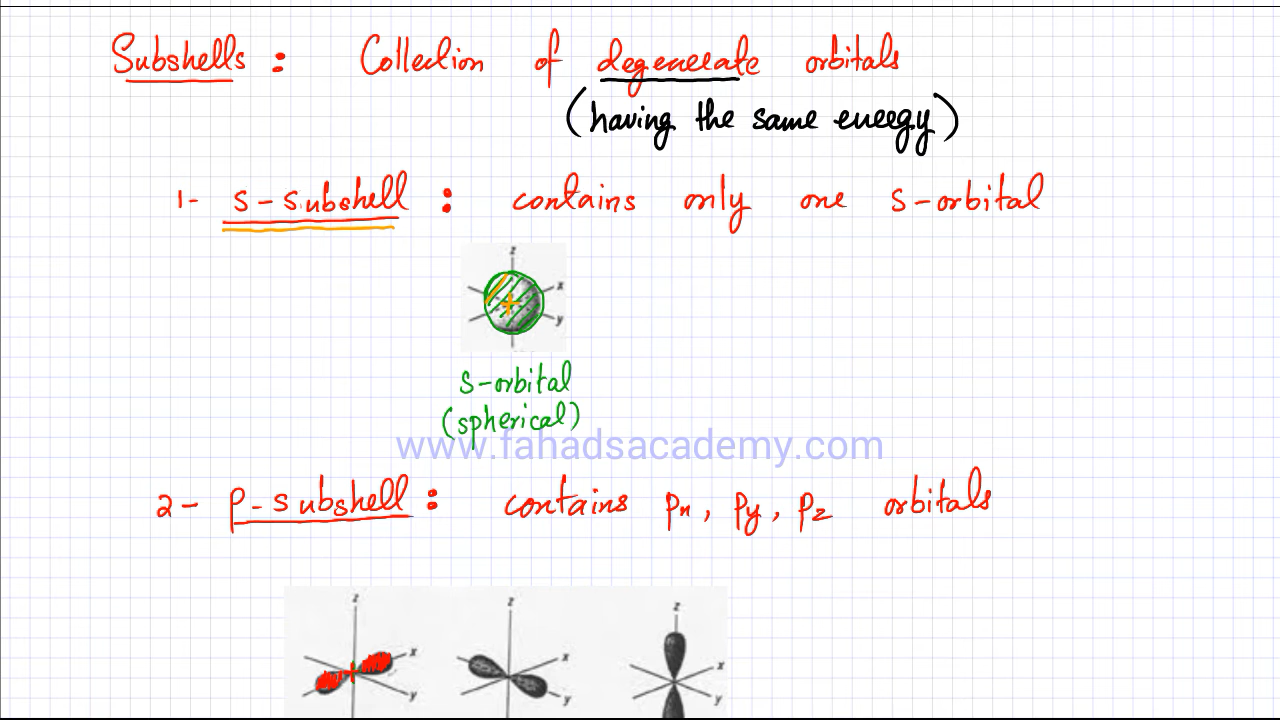 Subshells : Collection of degenerate orbitals
(having the same energy)
1- s-subshell : contains only one s-orbital
z
x
y
s-orbital
(spherical)
www.fahadsacademy.com
2- p-subshell : contains px, py, pz orbitals
z z z
x x x
y y y